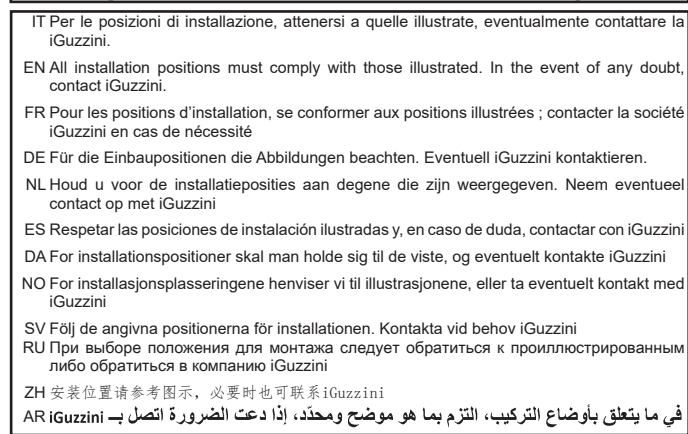 IT Per le posizioni di installazione, attenersi a quelle illustrate, eventualmente contattare la
iGuzzini.
EN All installation positions must comply with those illustrated. In the event of any doubt,
contact iGuzzini.
FR Pour les positions d'installation, se conformer aux positions illustrées ; contacter la société
iGuzzini en cas de nécessité
DE Für die Einbaupositionen die Abbildungen beachten. Eventuell iGuzzini kontaktieren.
NL Houd u voor de installatieposities aan degene die zijn weergegeven. Neem eventueel
contact op met iGuzzini
ES Respetar las posiciones de instalación ilustradas y, en caso de duda, contactar con iGuzzini
DA For installationspositioner skal man holde sig til de viste, og eventuelt kontakte iGuzzini
NO For installasjonsplasseringene henviser vi til illustrasjonene, eller ta eventuelt kontakt med
iGuzzini
SV Följ de angivna positionerna för installationen. Kontakta vid behov iGuzzini
RU При выборе положения для монтажа следует обратиться к проиллюстрированным
либо обратиться в компанию iGuzzini
ZH 安装位置请参考图示，必要时也可联系iGuzzini
AR في ما يتعلق بأوضاع التركيب، التزم بما هو موضح ومحدّد، إذا دعت الضرورة اتصل بــ iGuzzini